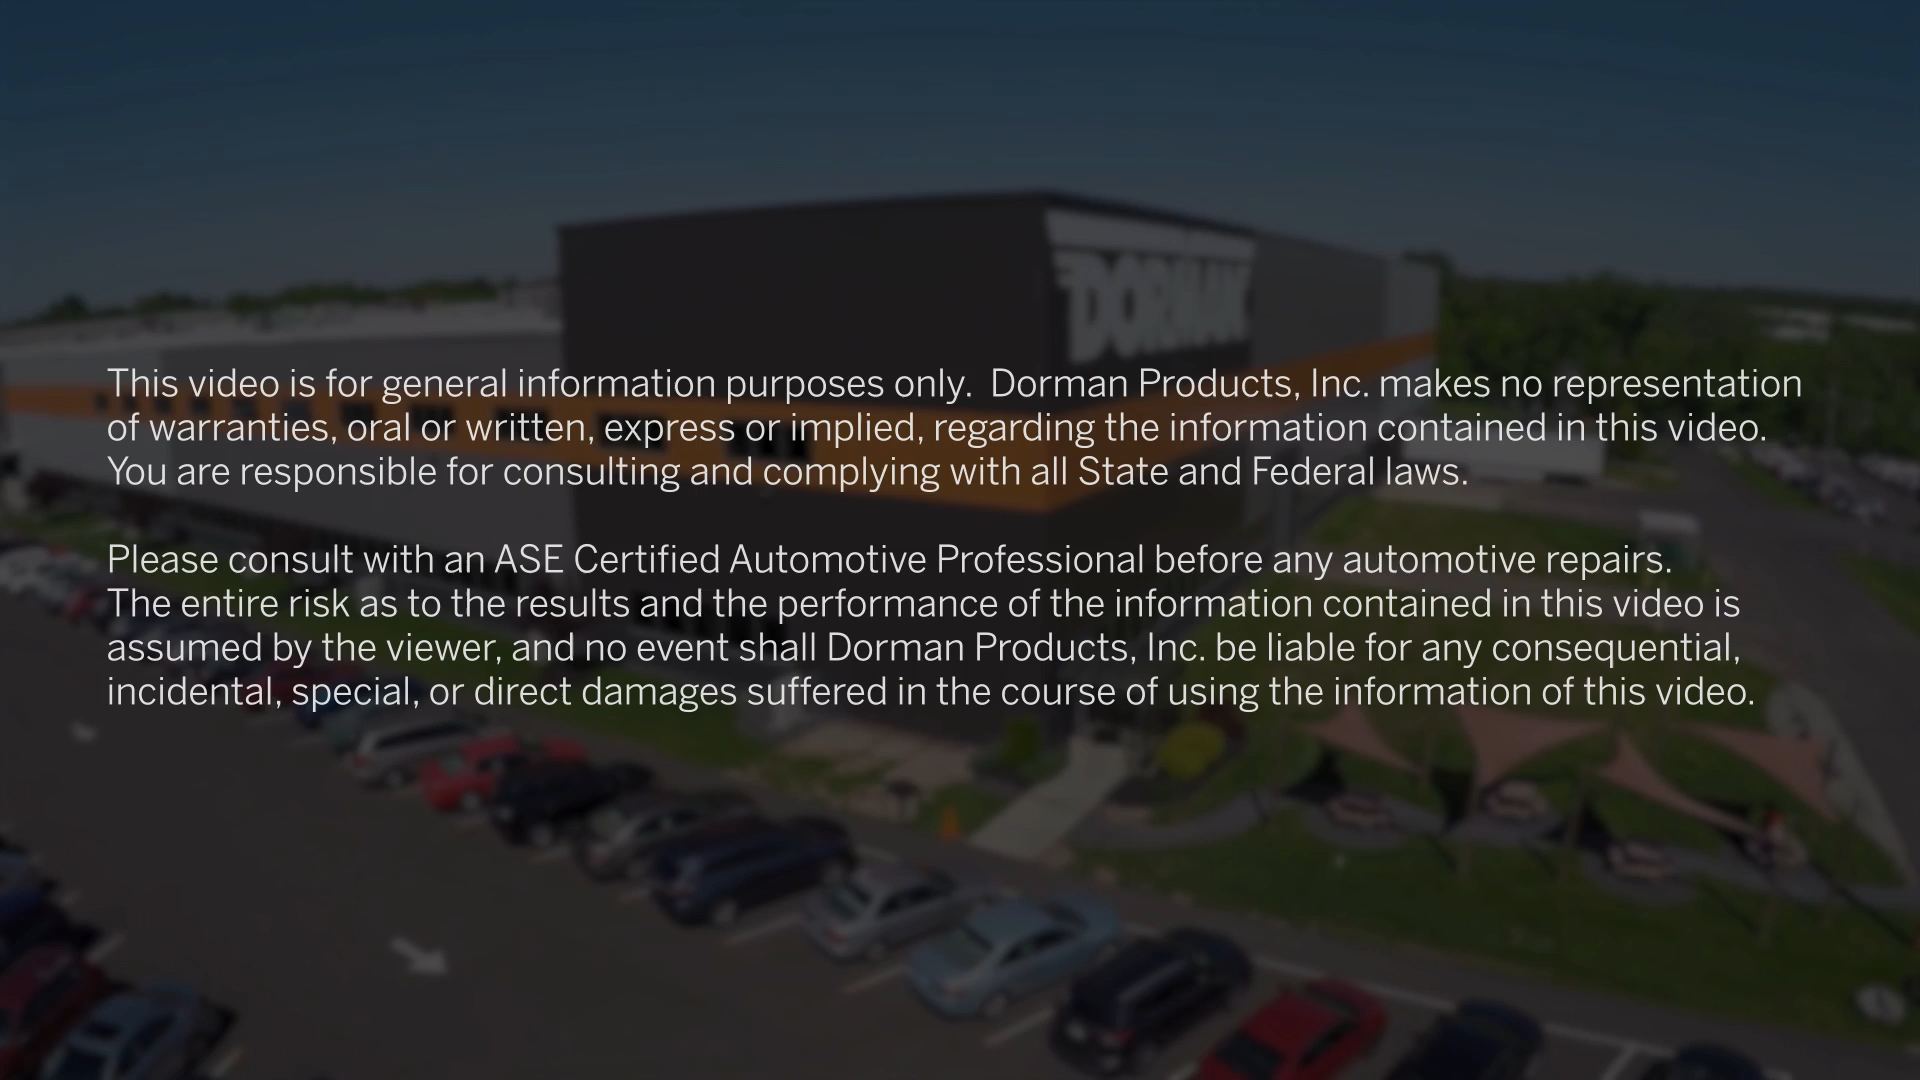 DORMAN
This video is for general information purposes only.  Dorman Products, Inc. makes no representation
of warranties, oral or written, express or implied, regarding the information contained in this video.
You are responsible for consulting and complying with all State and Federal laws.
Please consult with an ASE Certified Automotive Professional before any automotive repairs.
The entire risk as to the results and the performance of the information contained in this video is
assumed by the viewer, and no event shall Dorman Products, Inc. be liable for any consequential,
incidental, special, or direct damages suffered in the course of using the information of this video.